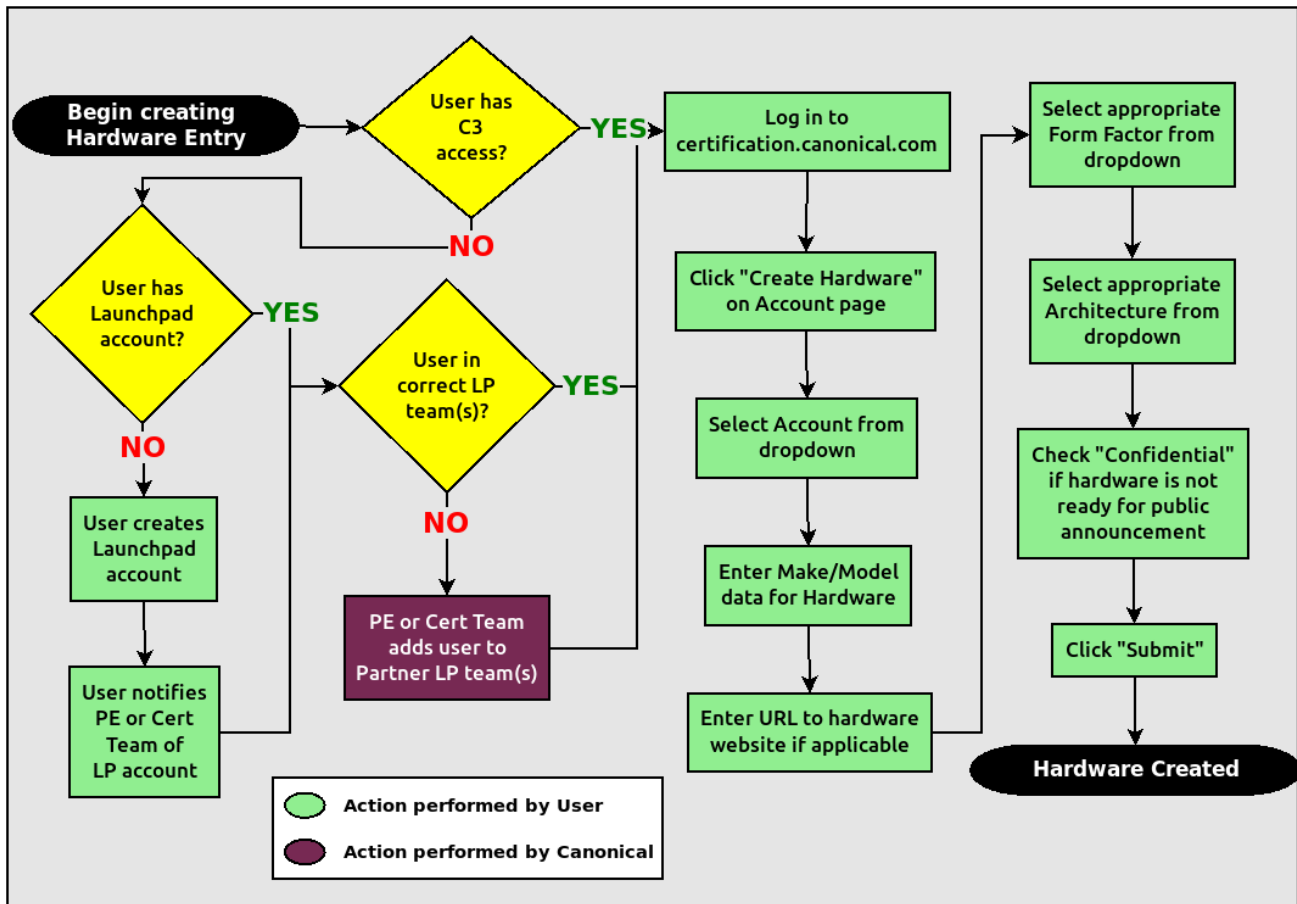 Begin creating
Hardware Entry
User has
C3
access?
YES
NO
User has
Launchpad
account?
YES
NO
User creates
Launchpad
account
User notifies
PE or Cert
Team of
LP account
User in
correct LP
team(s)?
YES
NO
PE or Cert Team
adds user to
Partner LP team(s)
Log in to
certification.canonical.com
Click "Create Hardware"
on Account page
Select Account from
dropdown
Enter Make/Model
data for Hardware
Enter URL to hardware
website if applicable
Select appropriate
Form Factor from
dropdown
Select appropriate
Architecture from
dropdown
Check "Confidential"
if hardware is not
ready for public
announcement
Click "Submit"
Hardware Created
Action performed by User
Action performed by Canonical